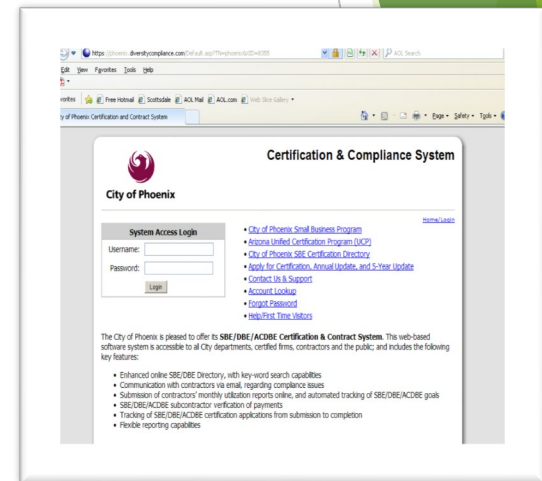 https://phoenix.diversitycompliance.com/Default.asp?TN=phoenix&XID=6355
AOL Search
Edit View Favorites Tools Help
vorites Free Hotmail Scottsdale AOL Mail AOL.com Web Slice Gallery
ty of Phoenix Certification and Contract System
Page Safety Tools
Certification & Compliance System
City of Phoenix
Home/Login
System Access Login
Username:
Password:
Login
• City of Phoenix Small Business Program
• Arizona Unified Certification Program (UCP)
• City of Phoenix SBE Certification Directory
• Apply for Certification, Annual Update, and 5-Year Update
• Contact Us & Support
• Account Lookup
• Forgot Password
• Help/First Time Visitors
The City of Phoenix is pleased to offer its SBE/DBE/ACDBE Certification & Contract System. This web-based
software system is accessible to all City departments, certified firms, contractors and the public; and includes the following
key features:
• Enhanced online SBE/DBE Directory, with key-word search capabilities
• Communication with contractors via email, regarding compliance issues
• Submission of contractors' monthly utilization reports online, and automated tracking of SBE/DBE/ACDBE goals
• SBE/DBE/ACDBE subcontractor verification of payments
• Tracking of SBE/DBE/ACDBE certification applications from submission to completion
• Flexible reporting capabilities